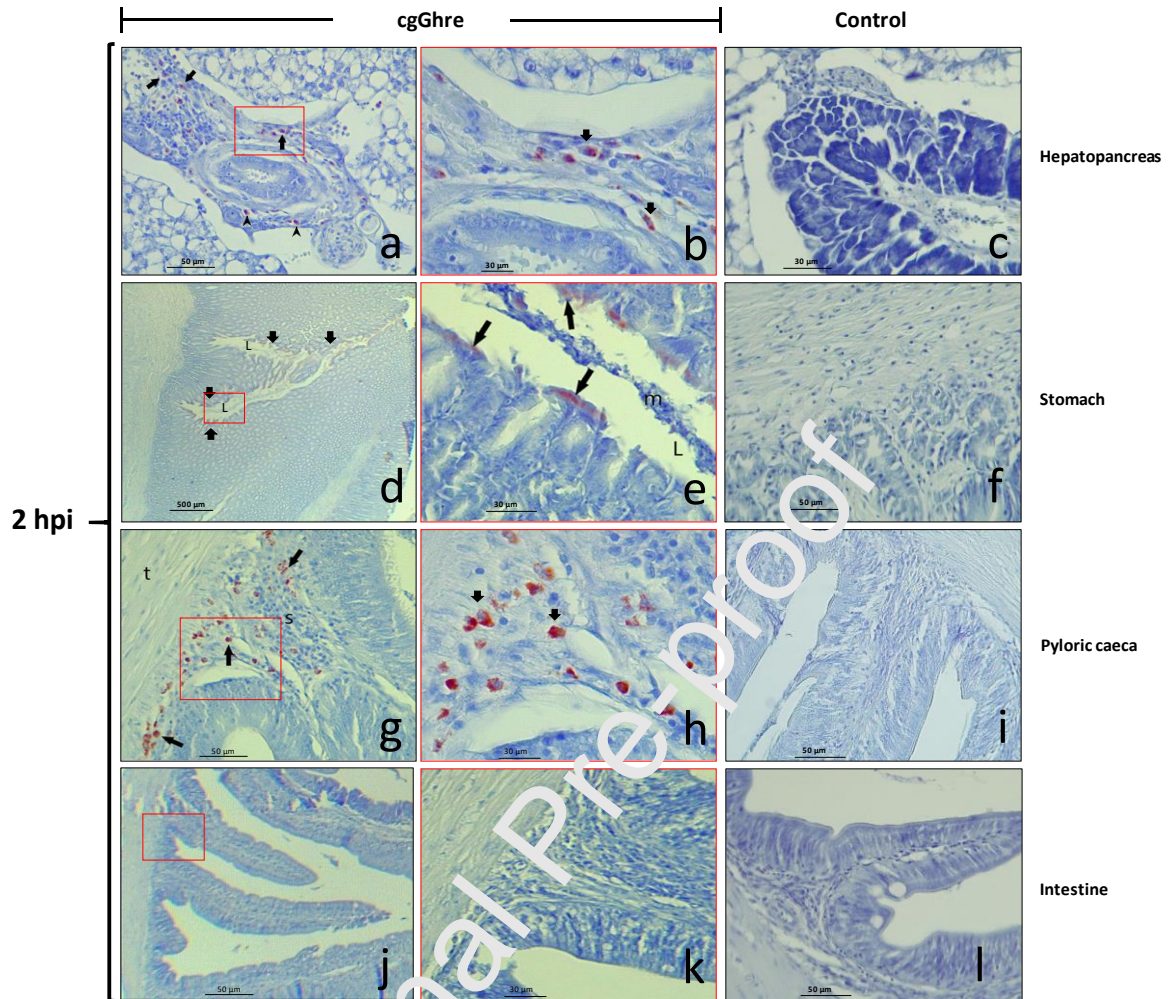 cgGhre Control
a 50 µm
b 30 µm
c 30 µm
Hepatopancreas
L L d 500 µm
m L e 30 µm
f 50 µm
Stomach
2 hpi
t s g 50 µm
h 30 µm
i 50 µm
Pyloric caeca
j 50 µm
k 30 µm
l 50 µm
Intestine
nal Pre-proof